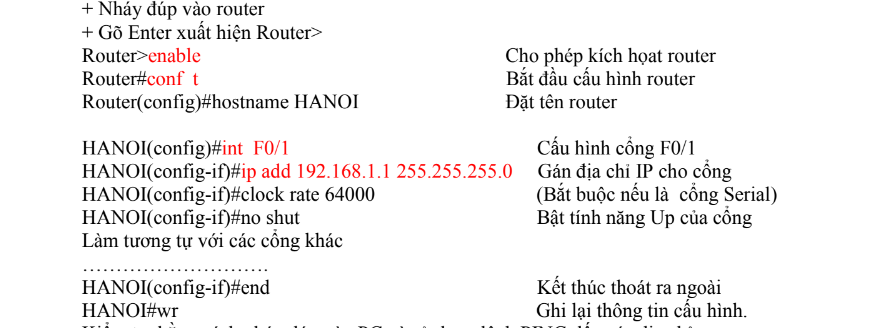 + Nháy đúp vào router
+ Gõ Enter xuất hiện Router>
Router>enable Cho phép kích họat router
Router#conf t Bắt đầu cấu hình router
Router(config)#hostname HANOI Đặt tên router
HANOI(config)#int F0/1 Cấu hình cổng F0/1
HANOI(config-if)#ip add 192.168.1.1 255.255.255.0 Gán địa chỉ IP cho cổng
HANOI(config-if)#clock rate 64000 (Bắt buộc nếu là cổng Serial)
HANOI(config-if)#no shut Bật tính năng Up của cổng
Làm tương tự với các cổng khác
……………………….
HANOI(config-if)#end Kết thúc thoát ra ngoài
HANOI#wr Ghi lại thông tin cấu hình.